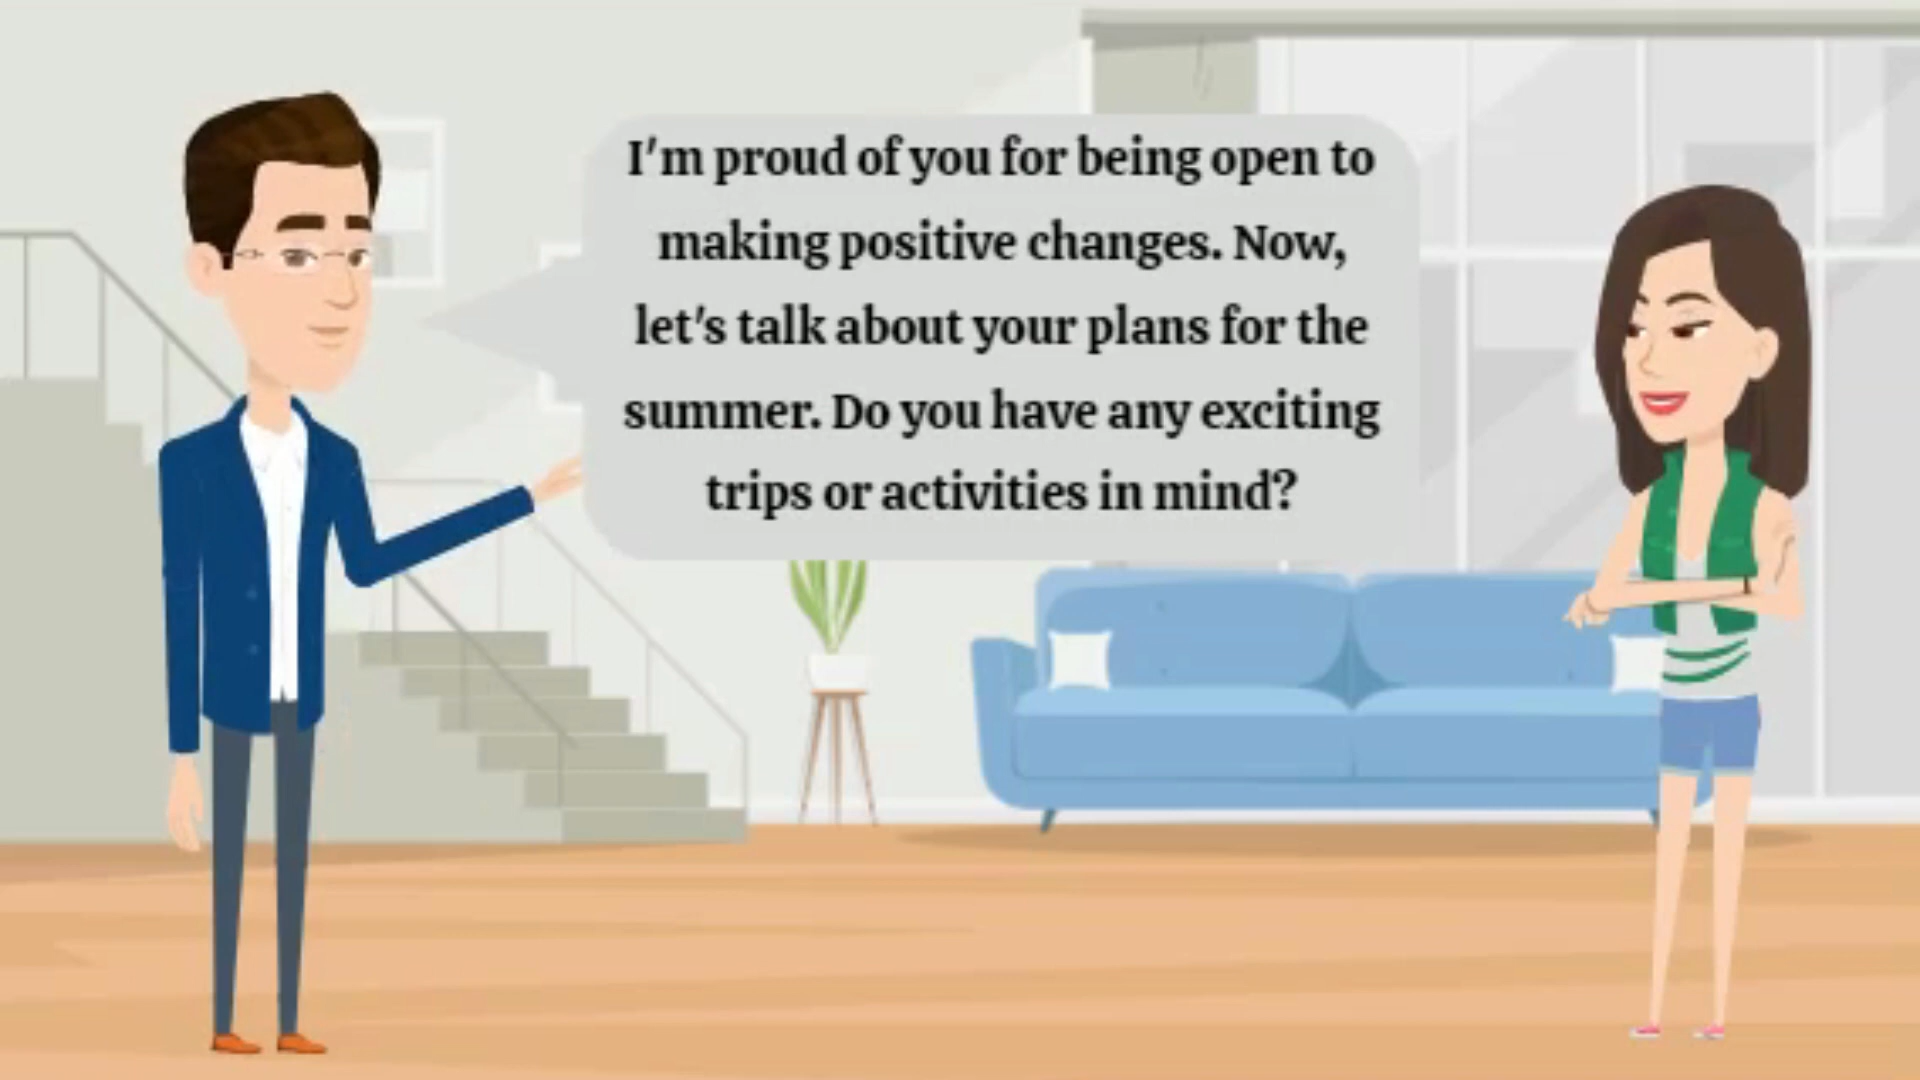 I'm proud of you for being open to
making positive changes. Now,
let's talk about your plans for the
summer. Do you have any exciting
trips or activities in mind?